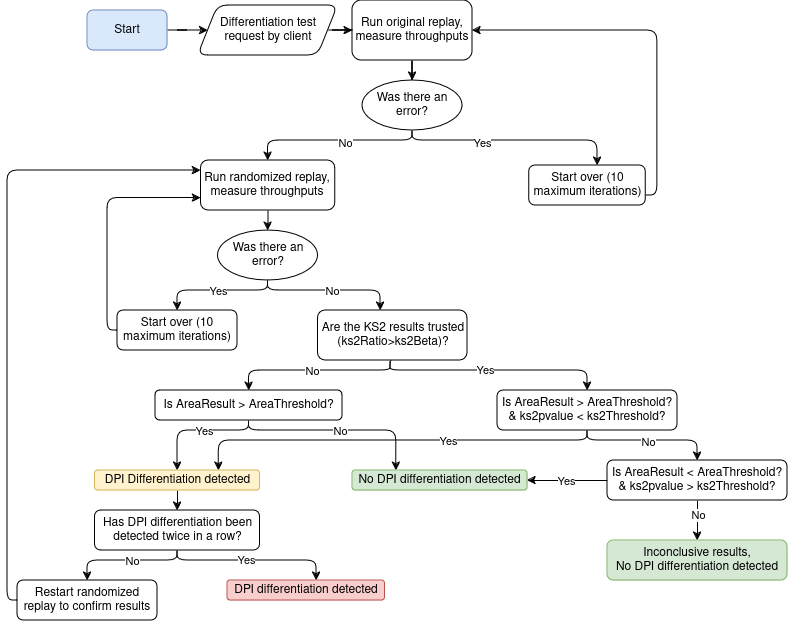 Start
Differentiation test
request by client
Run original replay,
measure throughputs
Was there an
error?
No
Yes
Run randomized replay,
measure throughputs
Start over (10
maximum iterations)
Was there an
error?
Yes
No
Start over (10
maximum iterations)
Are the KS2 results trusted
(ks2Ratio>ks2Beta)?
No
Yes
Is AreaResult > AreaThreshold?
Is AreaResult > AreaThreshold?
& ks2pvalue < ks2Threshold?
Yes
No
Yes
No
DPI Differentiation detected
No DPI differentiation detected
Yes
Is AreaResult < AreaThreshold?
& ks2pvalue > ks2Threshold?
No
Has DPI differentiation been
detected twice in a row?
Inconclusive results,
No DPI differentiation detected
No
Yes
Restart randomized
replay to confirm results
DPI differentiation detected